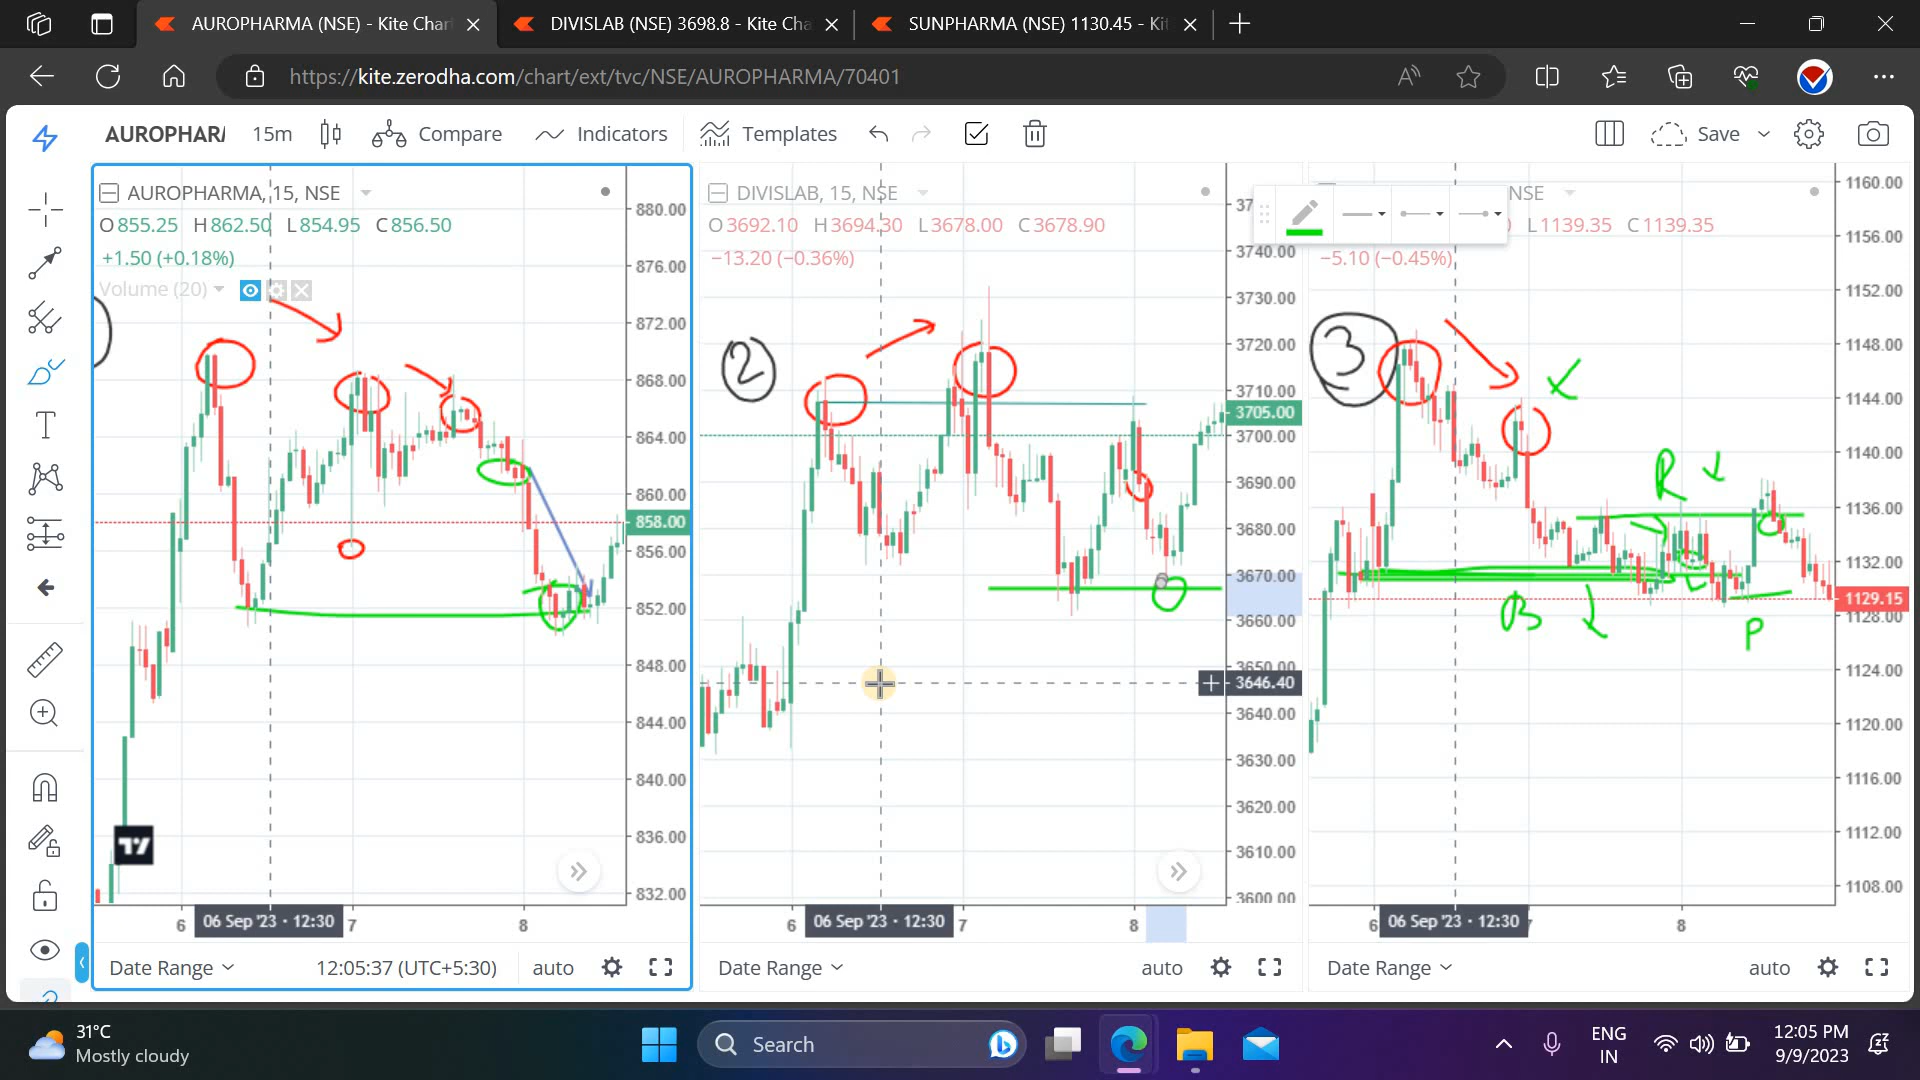 AUROPHARMA (NSE) - Kite Char
DIVISLAB (NSE) 3698.8 - Kite Cha
SUNPHARMA (NSE) 1130.45 - Ki
https://kite.zerodha.com/chart/ext/tvc/NSE/AUROPHARMA/70401
AUROPHARM 15m Compare Indicators Templates Save
AUROPHARMA, 15, NSE
O855.25 H862.50 L854.95 C856.50
+1.50 (+0.18%)
Volume (20)
880.00
876.00
872.00
868.00
864.00
860.00
858.00
856.00
852.00
848.00
844.00
840.00
836.00
832.00
6 06 Sep '23 · 12:30 7 8
Date Range 12:05:37 (UTC+5:30) auto
DIVISLAB, 15, NSE
O3692.10 H3694.30 L3678.00 C3678.90
−13.20 (−0.36%)
2
3740.00
3730.00
3720.00
3710.00
3705.00
3700.00
3690.00
3680.00
3670.00
3660.00
3650.00
3646.40
3640.00
3630.00
3620.00
3610.00
3600.00
6 06 Sep '23 · 12:30 7 8
Date Range auto
NSE
L1139.35 C1139.35
−5.10 (−0.45%)
3
R
B
P
1160.00
1156.00
1152.00
1148.00
1144.00
1140.00
1136.00
1132.00
1129.15
1128.00
1124.00
1120.00
1116.00
1112.00
1108.00
6 06 Sep '23 · 12:30 7 8
Date Range auto
31°C
Mostly cloudy
Search
ENG
IN
12:05 PM
9/9/2023